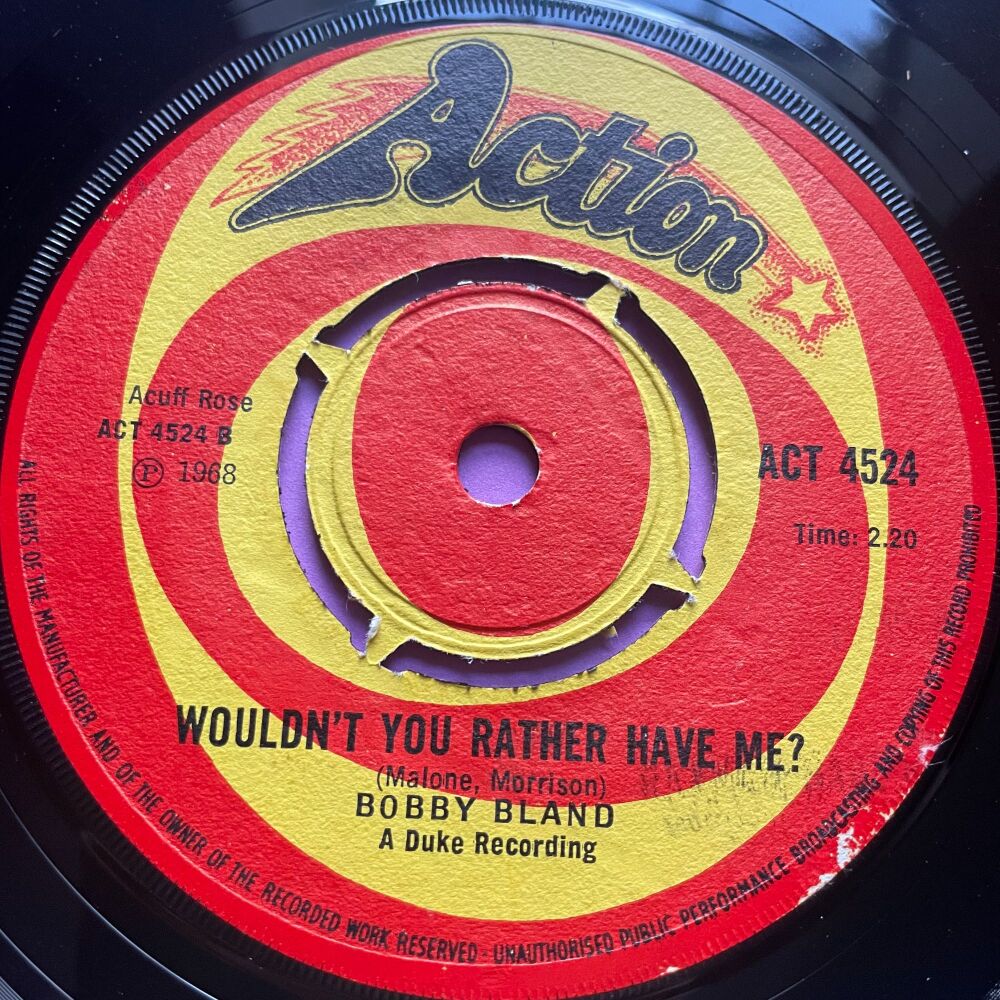 Action
Acuff Rose
ACT 4524 B
℗ 1968
ACT 4524
Time: 2.20
WOULDN'T YOU RATHER HAVE ME?
(Malone, Morrison)
BOBBY BLAND
A Duke Recording
ALL RIGHTS OF THE MANUFACTURER AND OF THE OWNER OF THE RECORDED WORK RESERVED - UNAUTHORISED PUBLIC PERFORMANCE BROADCASTING AND COPYING OF THIS RECORD PROHIBITED